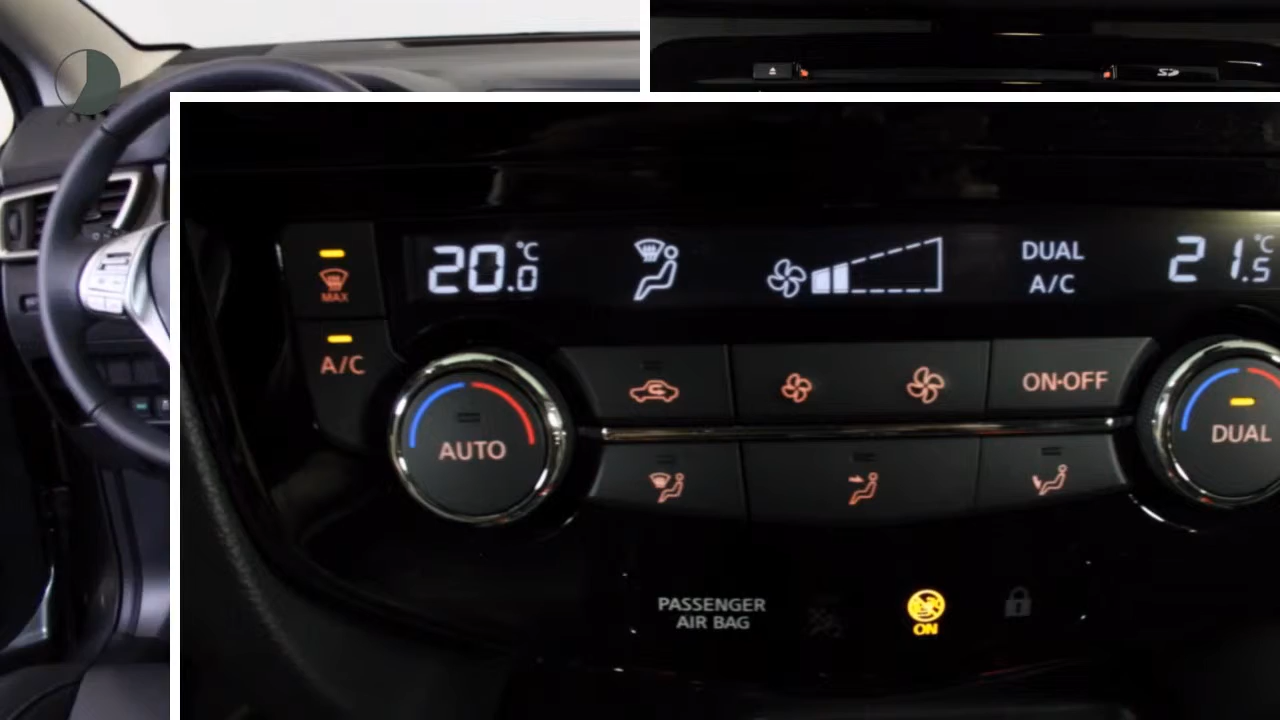 SD
20.0 °C
DUAL
A/C
21.5 °C
MAX
A/C
ON•OFF
AUTO
DUAL
PASSENGER
AIR BAG
ON